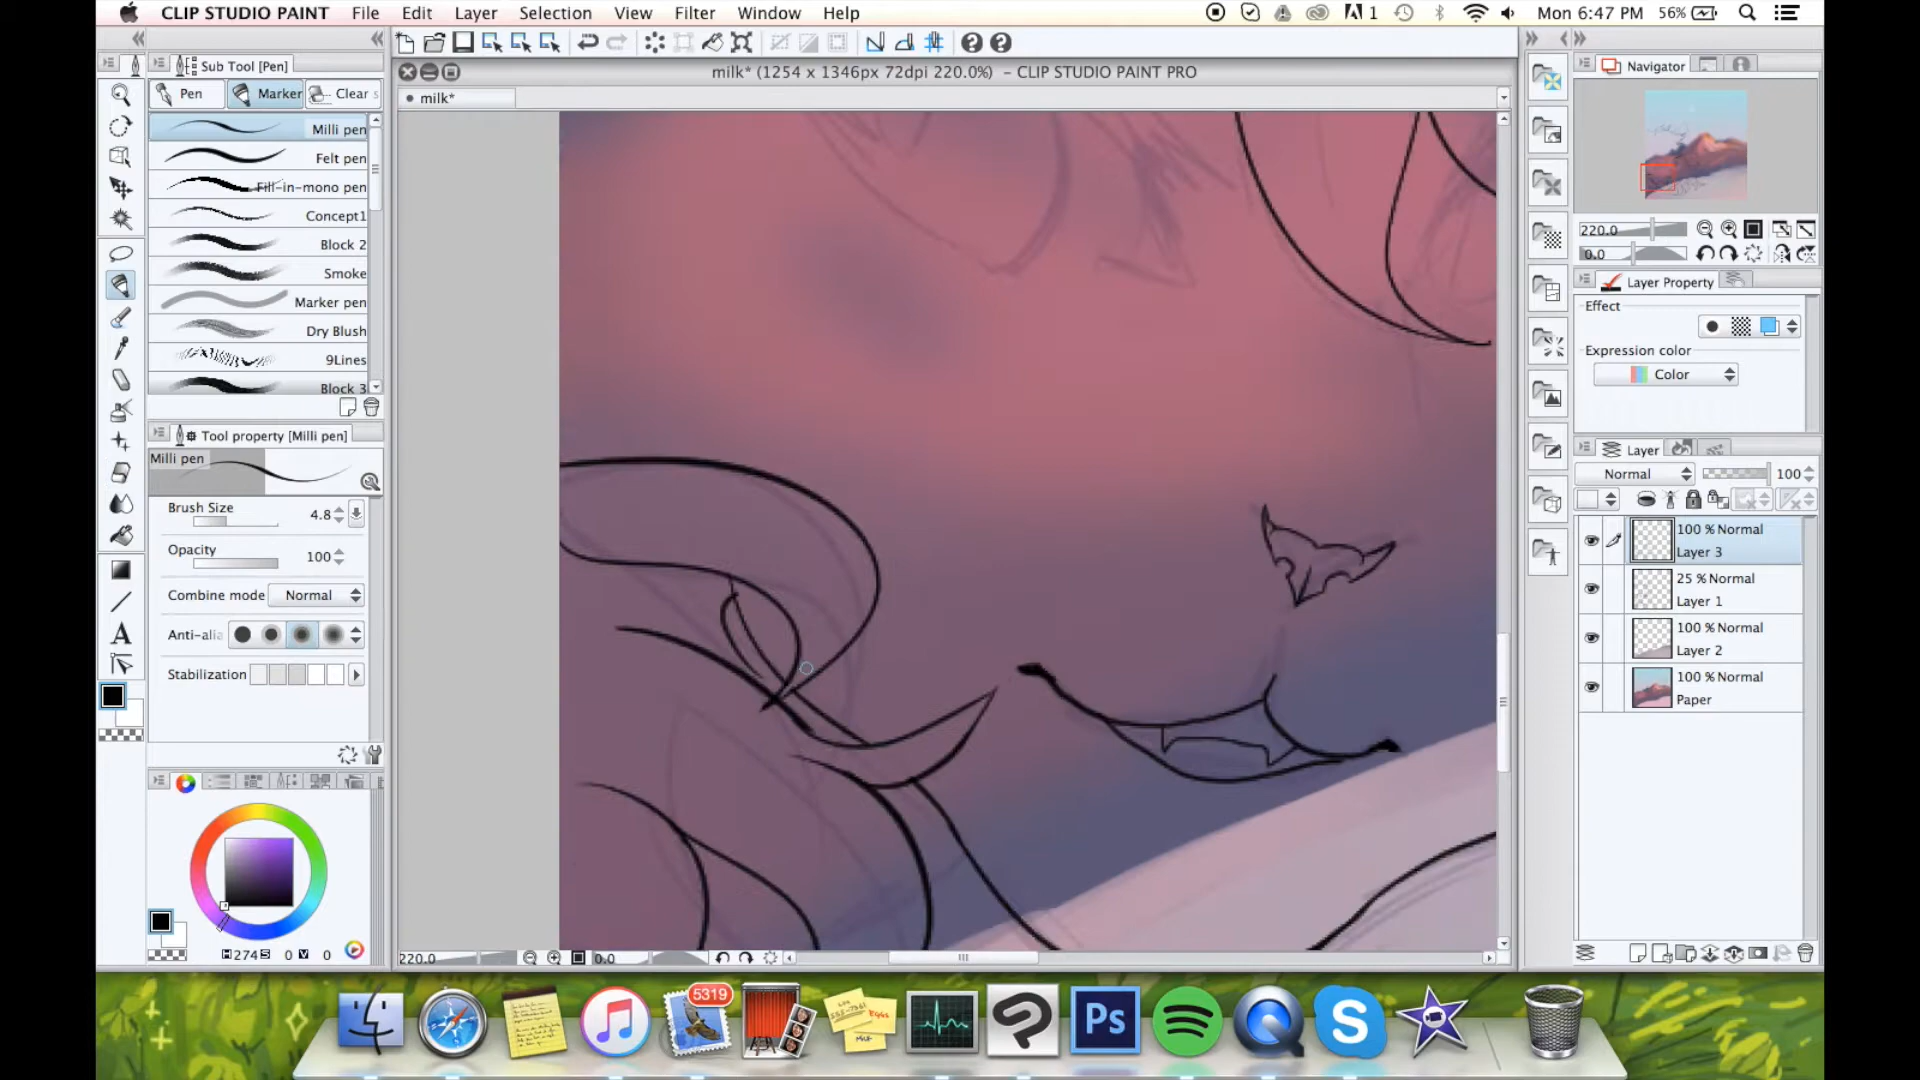 CLIP STUDIO PAINT File Edit Layer Selection View Filter Window Help
1 Mon 6:47 PM 56%
milk* (1254 x 1346px 72dpi 220.0%) – CLIP STUDIO PAINT PRO
milk*
Sub Tool [Pen]
Pen Marker Clear s
Milli pen
Felt pen
Fill-in-mono pen
Concept1
Block 2
Smoke
Marker pen
Dry Blush
9Lines
Block 3
Tool property [Milli pen]
Milli pen
Brush Size 4.8
Opacity 100
Combine mode Normal
Anti-alia
Stabilization
H 274 S 0 V 0
220.0 0.0
Navigator
220.0
0.0
Layer Property
Effect
Expression color
Color
Layer
Normal 100
100 % Normal
Layer 3
25 % Normal
Layer 1
100 % Normal
Layer 2
100 % Normal
Paper
5319
Ps
S